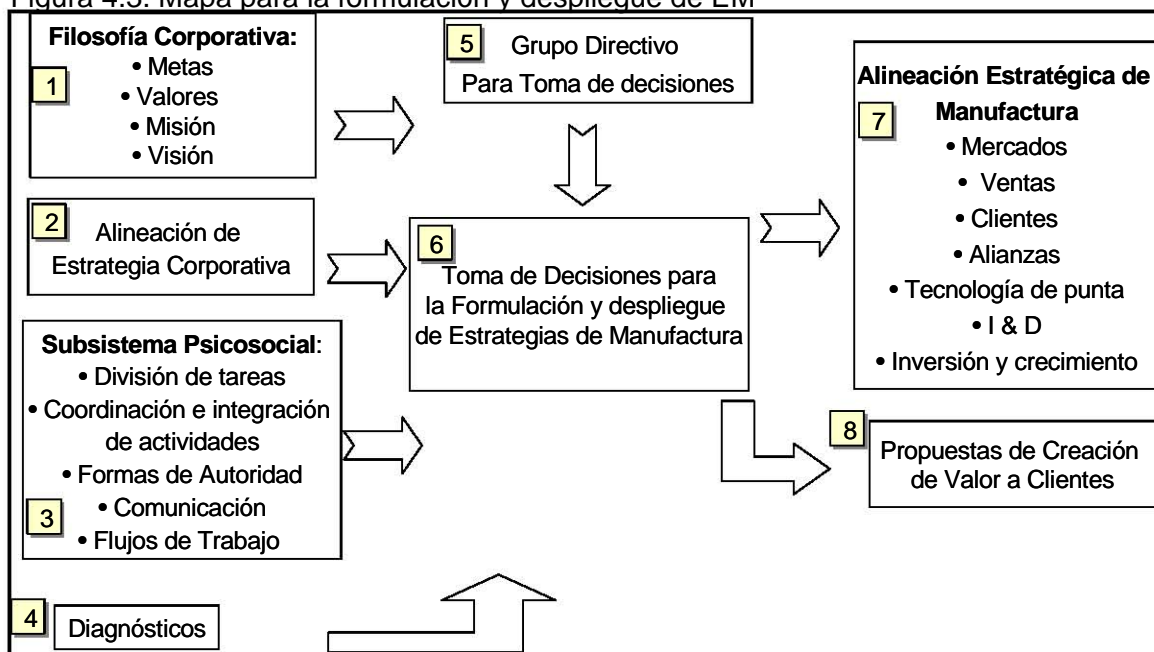 Figura 4.3. Mapa para la formulación y despliegue de EM
Filosofía Corporativa:
1
• Metas
• Valores
• Misión
• Visión
2
Alineación de
Estrategia Corporativa
Subsistema Psicosocial:
• División de tareas
• Coordinación e integración
de actividades
• Formas de Autoridad
• Comunicación
3
• Flujos de Trabajo
4
Diagnósticos
5
Grupo Directivo
Para Toma de decisiones
6
Toma de Decisiones para
la Formulación y despliegue
de Estrategias de Manufactura
Alineación Estratégica de
Manufactura
7
• Mercados
• Ventas
• Clientes
• Alianzas
• Tecnología de punta
• I & D
• Inversión y crecimiento
8
Propuestas de Creación
de Valor a Clientes